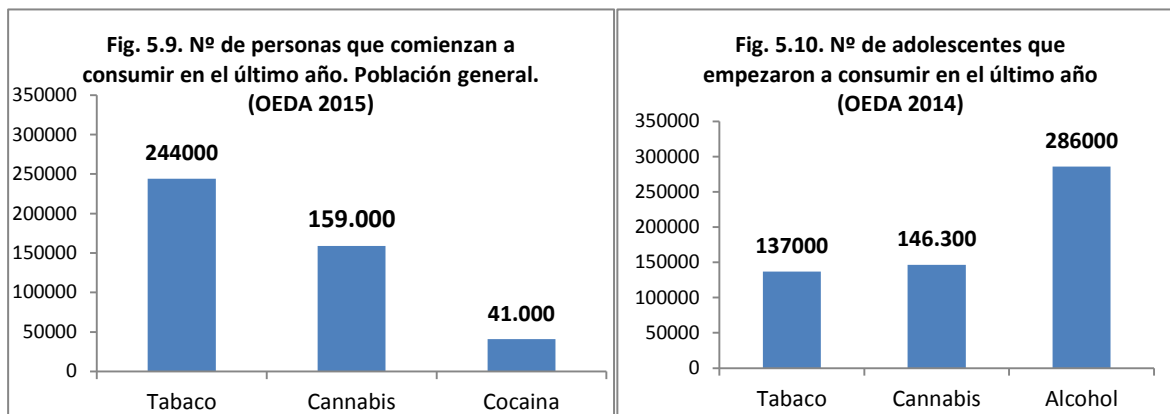 Fig. 5.9. Nº de personas que comienzan a
consumir en el último año. Población general.
(OEDA 2015)
350000
300000
250000
200000
150000
100000
50000
0
244000
159.000
41.000
Tabaco
Cannabis
Cocaina
Fig. 5.10. Nº de adolescentes que
empezaron a consumir en el último año
(OEDA 2014)
350000
300000
250000
200000
150000
100000
50000
0
137000
146.300
286000
Tabaco
Cannabis
Alcohol